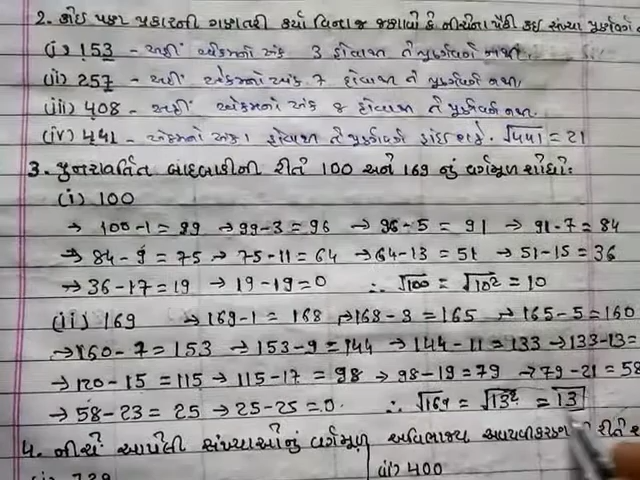 2. કોઈ પણ પ્રકારની ગણતરી કર્યા વિના જ જણાવો કે નીચેના પૈકી કઈ સંખ્યા પૂર્ણવર્ગ ન
(i) 153 - અહીં એકમનો અંક 3 હોવાથી તે પૂર્ણવર્ગ નથી.
(ii) 257 - અહીં એકમનો અંક 7 હોવાથી તે પૂર્ણવર્ગ નથી.
(iii) 408 - અહીં એકમનો અંક 8 હોવાથી તે પૂર્ણવર્ગ નથી.
(iv) 441 - એકમનો અંક 1 હોવાથી તે પૂર્ણવર્ગ હોઈ શકે. √441 = 21
3. પુનરાવર્તિત બાદબાકીની રીતે 100 અને 169 નું વર્ગમૂળ શોધો:
(i) 100
→ 100-1 = 99 → 99-3 = 96 → 96-5 = 91 → 91-7 = 84
→ 84-9 = 75 → 75-11 = 64 → 64-13 = 51 → 51-15 = 36
→ 36-17 = 19 → 19-19 = 0 ∴ √100 = √10² = 10
(ii) 169 → 169-1 = 168 → 168-3 = 165 → 165-5 = 160
→ 160-7 = 153 → 153-9 = 144 → 144-11 = 133 → 133-13 =
→ 120-15 = 115 → 115-17 = 98 → 98-19 = 79 → 79-21 = 58
→ 58-23 = 25 → 25-25 = 0. ∴ √169 = √13² = 13
4. નીચે આપેલી સંખ્યાઓનું વર્ગમૂળ અવિભાજ્ય અવયવીકરણ રીતે
(i) 729 (ii) 400